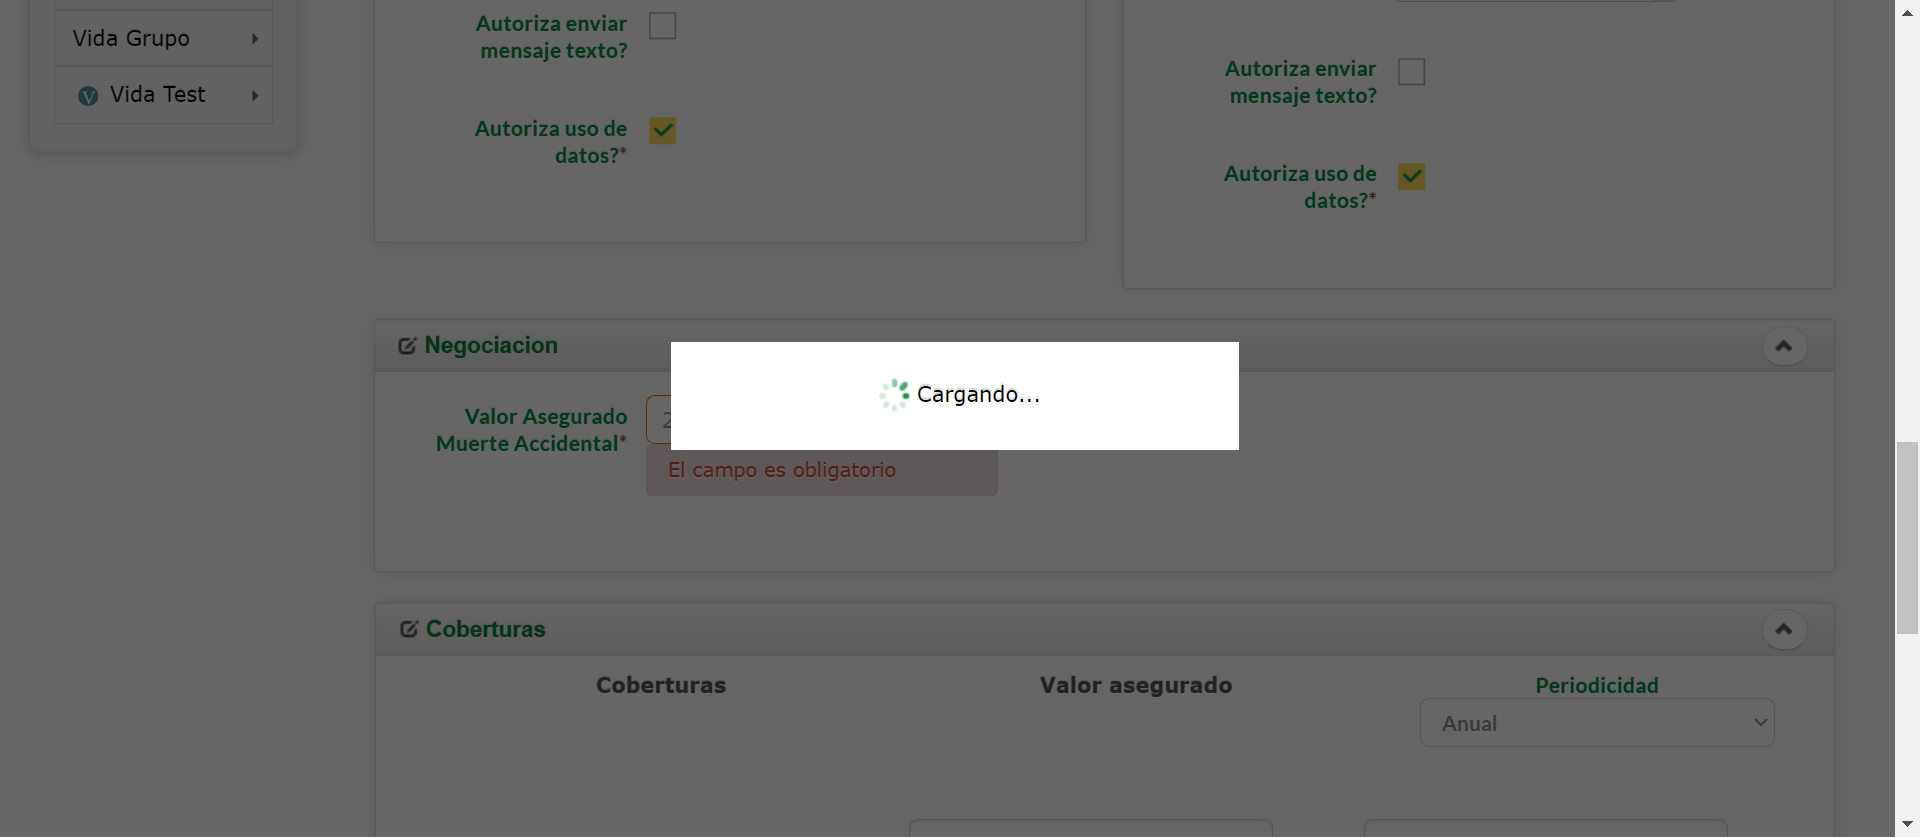 Vida Grupo
V Vida Test
Autoriza enviar
mensaje texto?
Autoriza uso de
datos?*
Autoriza enviar
mensaje texto?
Autoriza uso de
datos?*
Negociacion
Valor Asegurado
Muerte Accidental*
2
El campo es obligatorio
Cargando...
Coberturas
Coberturas
Valor asegurado
Periodicidad
Anual